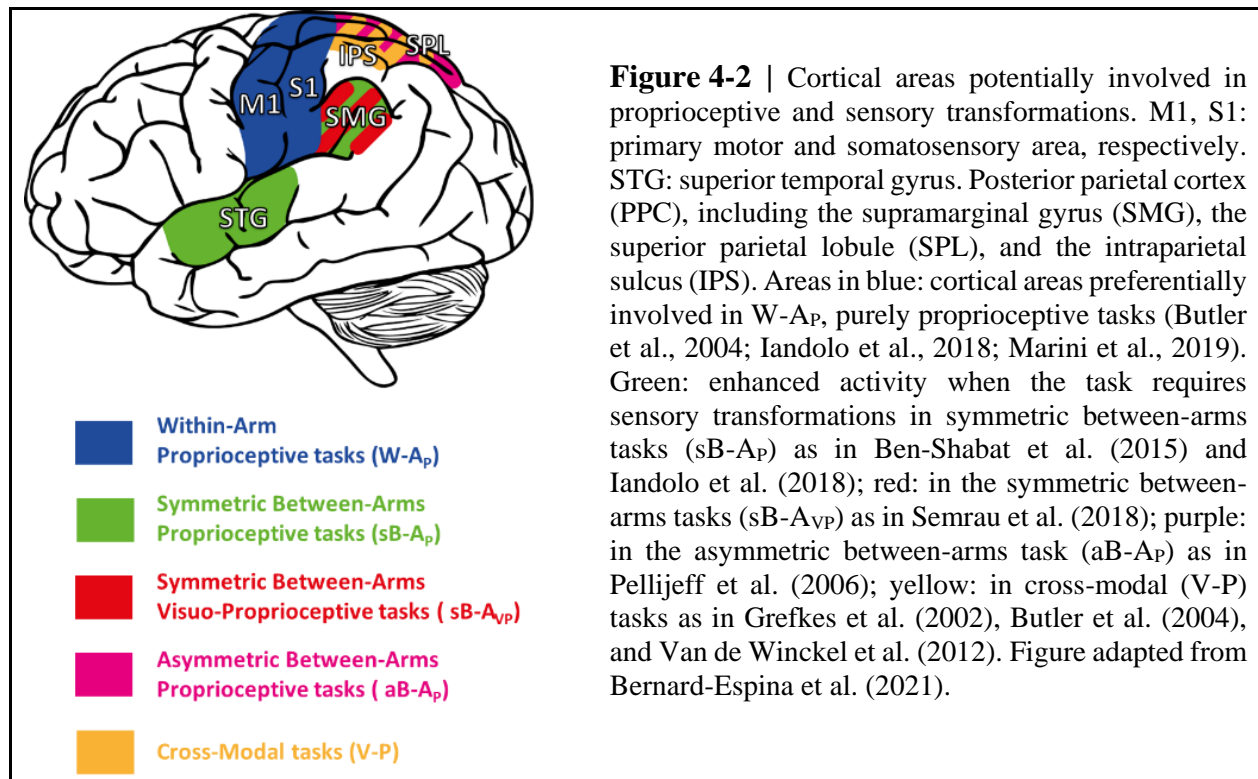 M1
S1
IPS
SPL
SMG
STG
Within-Arm
Proprioceptive tasks (W-AP)
Symmetric Between-Arms
Proprioceptive tasks (sB-AP)
Symmetric Between-Arms
Visuo-Proprioceptive tasks ( sB-AVP)
Asymmetric Between-Arms
Proprioceptive tasks ( aB-AP)
Cross-Modal tasks (V-P)
Figure 4-2 | Cortical areas potentially involved in
proprioceptive and sensory transformations. M1, S1:
primary motor and somatosensory area, respectively.
STG: superior temporal gyrus. Posterior parietal cortex
(PPC), including the supramarginal gyrus (SMG), the
superior parietal lobule (SPL), and the intraparietal
sulcus (IPS). Areas in blue: cortical areas preferentially
involved in W-AP, purely proprioceptive tasks (Butler
et al., 2004; Iandolo et al., 2018; Marini et al., 2019).
Green: enhanced activity when the task requires
sensory transformations in symmetric between-arms
tasks (sB-AP) as in Ben-Shabat et al. (2015) and
Iandolo et al. (2018); red: in the symmetric between-
arms tasks (sB-AVP) as in Semrau et al. (2018); purple:
in the asymmetric between-arms task (aB-AP) as in
Pellijeff et al. (2006); yellow: in cross-modal (V-P)
tasks as in Grefkes et al. (2002), Butler et al. (2004),
and Van de Winckel et al. (2012). Figure adapted from
Bernard-Espina et al. (2021).